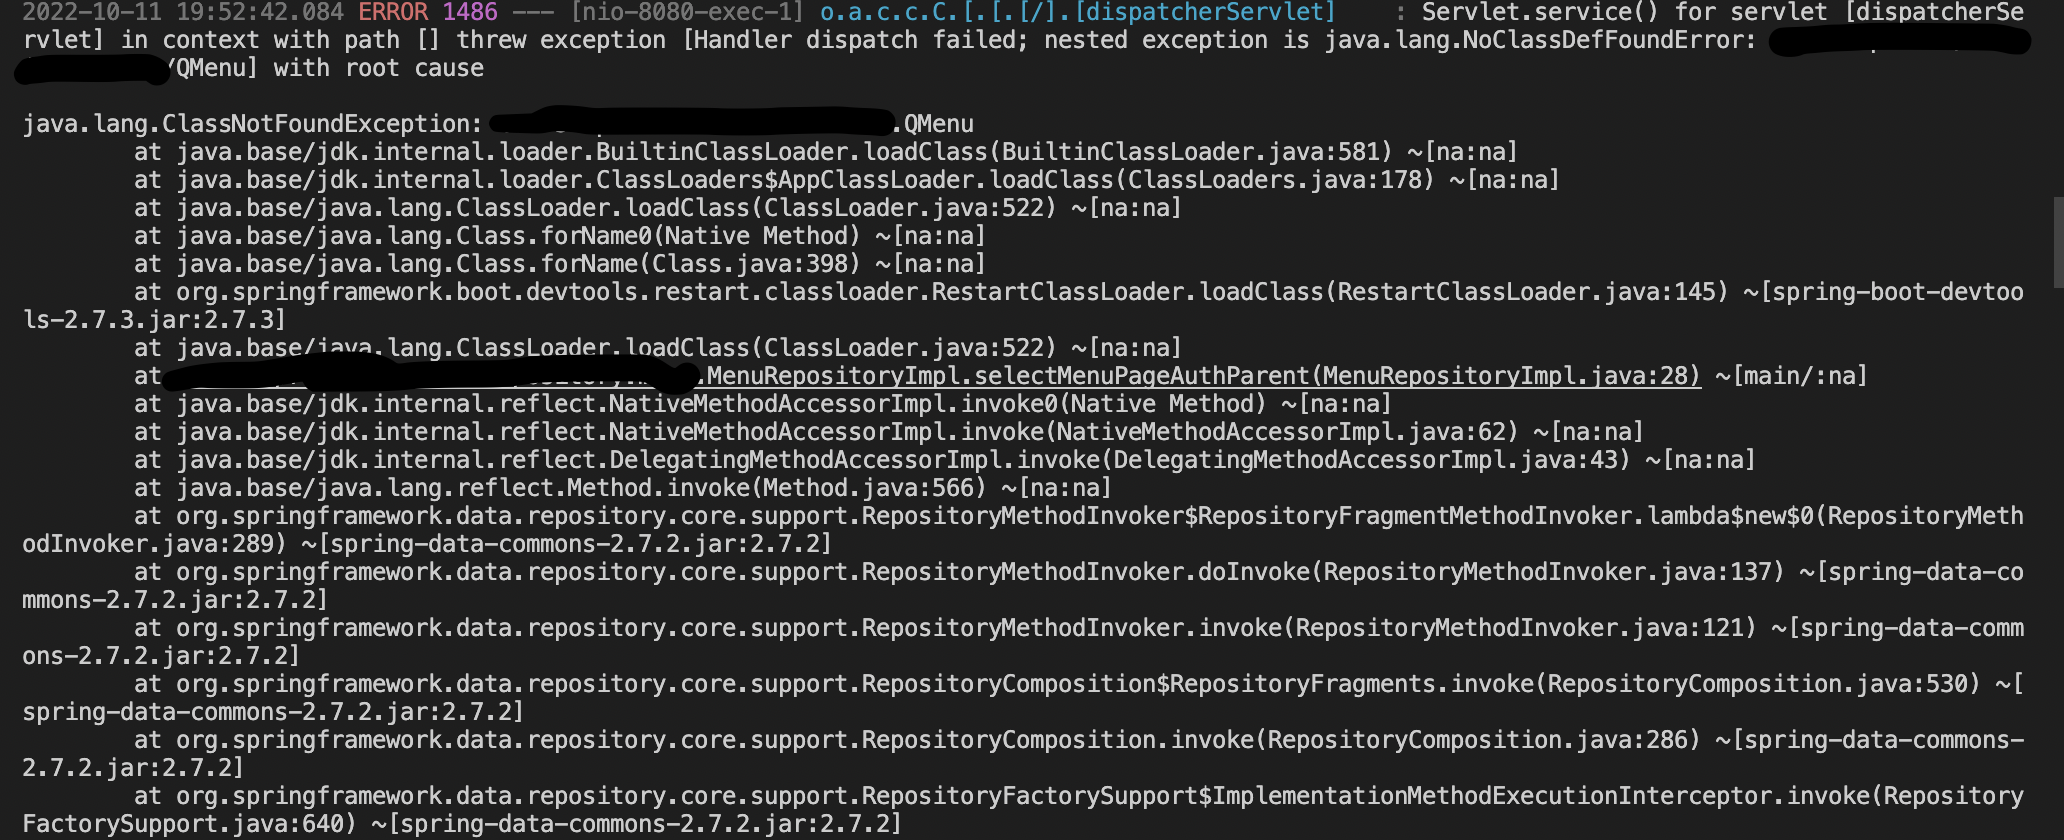 2022-10-11 19:52:42.084 ERROR 1486 --- [nio-8080-exec-1] o.a.c.c.C.[.[.[/].[dispatcherServlet]    : Servlet.service() for servlet [dispatcherSe
rvlet] in context with path [] threw exception [Handler dispatch failed; nested exception is java.lang.NoClassDefFoundError:
/QMenu] with root cause
java.lang.ClassNotFoundException: .QMenu
at java.base/jdk.internal.loader.BuiltinClassLoader.loadClass(BuiltinClassLoader.java:581) ~[na:na]
at java.base/jdk.internal.loader.ClassLoaders$AppClassLoader.loadClass(ClassLoaders.java:178) ~[na:na]
at java.base/java.lang.ClassLoader.loadClass(ClassLoader.java:522) ~[na:na]
at java.base/java.lang.Class.forName0(Native Method) ~[na:na]
at java.base/java.lang.Class.forName(Class.java:398) ~[na:na]
at org.springframework.boot.devtools.restart.classloader.RestartClassLoader.loadClass(RestartClassLoader.java:145) ~[spring-boot-devtoo
ls-2.7.3.jar:2.7.3]
at java.base/java.lang.ClassLoader.loadClass(ClassLoader.java:522) ~[na:na]
at .MenuRepositoryImpl.selectMenuPageAuthParent(MenuRepositoryImpl.java:28) ~[main/:na]
at java.base/jdk.internal.reflect.NativeMethodAccessorImpl.invoke0(Native Method) ~[na:na]
at java.base/jdk.internal.reflect.NativeMethodAccessorImpl.invoke(NativeMethodAccessorImpl.java:62) ~[na:na]
at java.base/jdk.internal.reflect.DelegatingMethodAccessorImpl.invoke(DelegatingMethodAccessorImpl.java:43) ~[na:na]
at java.base/java.lang.reflect.Method.invoke(Method.java:566) ~[na:na]
at org.springframework.data.repository.core.support.RepositoryMethodInvoker$RepositoryFragmentMethodInvoker.lambda$new$0(RepositoryMeth
odInvoker.java:289) ~[spring-data-commons-2.7.2.jar:2.7.2]
at org.springframework.data.repository.core.support.RepositoryMethodInvoker.doInvoke(RepositoryMethodInvoker.java:137) ~[spring-data-co
mmons-2.7.2.jar:2.7.2]
at org.springframework.data.repository.core.support.RepositoryMethodInvoker.invoke(RepositoryMethodInvoker.java:121) ~[spring-data-comm
ons-2.7.2.jar:2.7.2]
at org.springframework.data.repository.core.support.RepositoryComposition$RepositoryFragments.invoke(RepositoryComposition.java:530) ~[
spring-data-commons-2.7.2.jar:2.7.2]
at org.springframework.data.repository.core.support.RepositoryComposition.invoke(RepositoryComposition.java:286) ~[spring-data-commons-
2.7.2.jar:2.7.2]
at org.springframework.data.repository.core.support.RepositoryFactorySupport$ImplementationMethodExecutionInterceptor.invoke(Repository
FactorySupport.java:640) ~[spring-data-commons-2.7.2.jar:2.7.2]